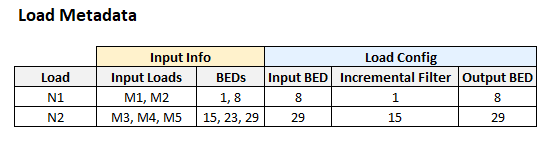 Load Metadata
Input Info Load Config
Load Input Loads BEDs Input BED Incremental Filter Output BED
N1 M1, M2 1, 8 8 1 8
N2 M3, M4, M5 15, 23, 29 29 15 29